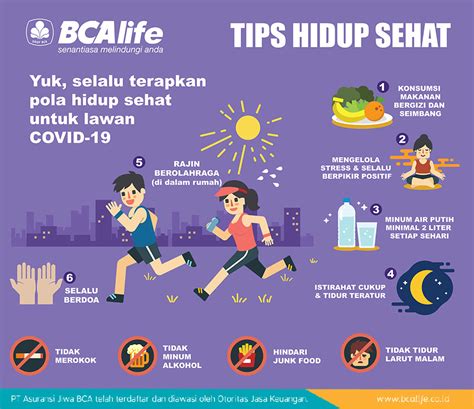 BCAlife
senantiasa melindungi anda
TIPS HIDUP SEHAT
Yuk, selalu terapkan
pola hidup sehat
untuk lawan
COVID-19
1
KONSUMSI
MAKANAN
BERGIZI DAN
SEIMBANG
2
MENGELOLA
STRESS & SELALU
BERPIKIR POSITIF
3
MINUM AIR PUTIH
MINIMAL 2 LITER
SETIAP SEHARI
4
ISTIRAHAT CUKUP
& TIDUR TERATUR
5
RAJIN
BEROLAHRAGA
(di dalam rumah)
6
SELALU
BERDOA
TIDAK
MEROKOK
TIDAK
MINUM
ALKOHOL
HINDARI
JUNK FOOD
TIDAK TIDUR
LARUT MALAM
PT Asuransi Jiwa BCA telah terdaftar dan diawasi oleh Otoritas Jasa Keuangan.
www.bcalife.co.id